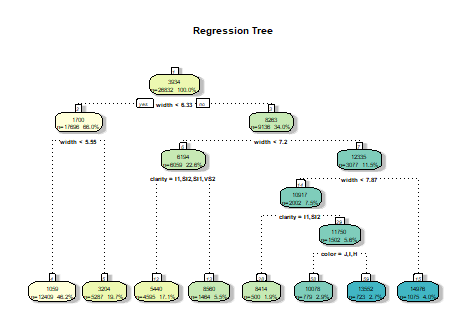 Regression Tree
1
3934
n=26832 100.0%
yes width < 6.33 no
2 3
1700 8263
n=17696 66.0% n=9136 34.0%
width < 5.55 width < 7.2
6 7
6194 12335
n=6059 22.6% n=3077 11.5%
clarity = I1,SI2,SI1,VS2 width < 7.87
14
10917
n=2002 7.5%
clarity = I1,SI2
29
11750
n=1502 5.6%
color = J,I,H
4 5 12 13 28 58 59 15
1059 3204 5440 8560 8414 10078 13552 14976
n=12409 46.2% n=5287 19.7% n=4595 17.1% n=1464 5.5% n=500 1.9% n=779 2.9% n=723 2.7% n=1075 4.0%